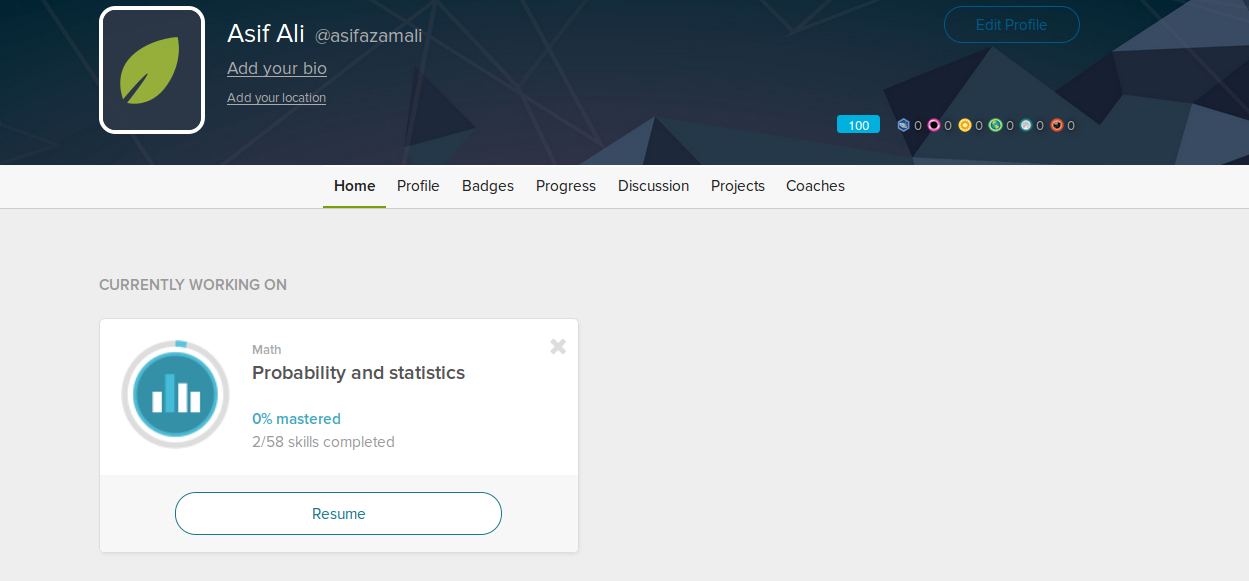 Asif Ali @asifazamali
Edit Profile
Add your bio
Add your location
100 0 0 0 0 0 0
Home Profile Badges Progress Discussion Projects Coaches
CURRENTLY WORKING ON
Math
Probability and statistics
0% mastered
2/58 skills completed
Resume